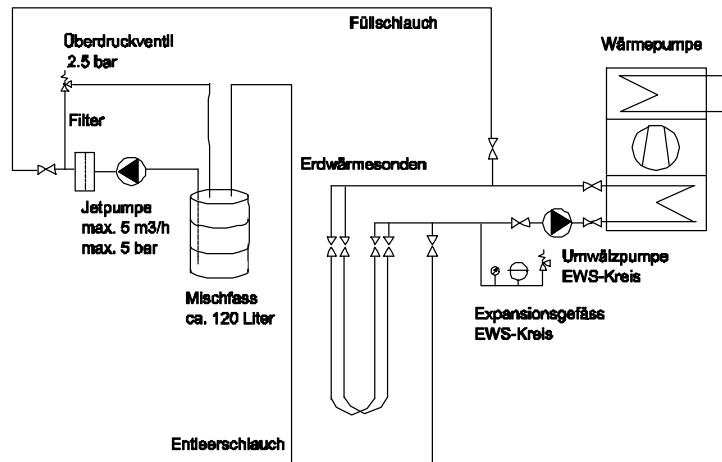 Füllschlauch
Überdruckventil
2.5 bar
Wärmepumpe
Filter
Erdwärmesonden
Jetpumpe
max. 5 m3/h
max. 5 bar
Mischfass
ca. 120 Liter
Umwälzpumpe
EWS-Kreis
Expansionsgefäss
EWS-Kreis
Entleerschlauch